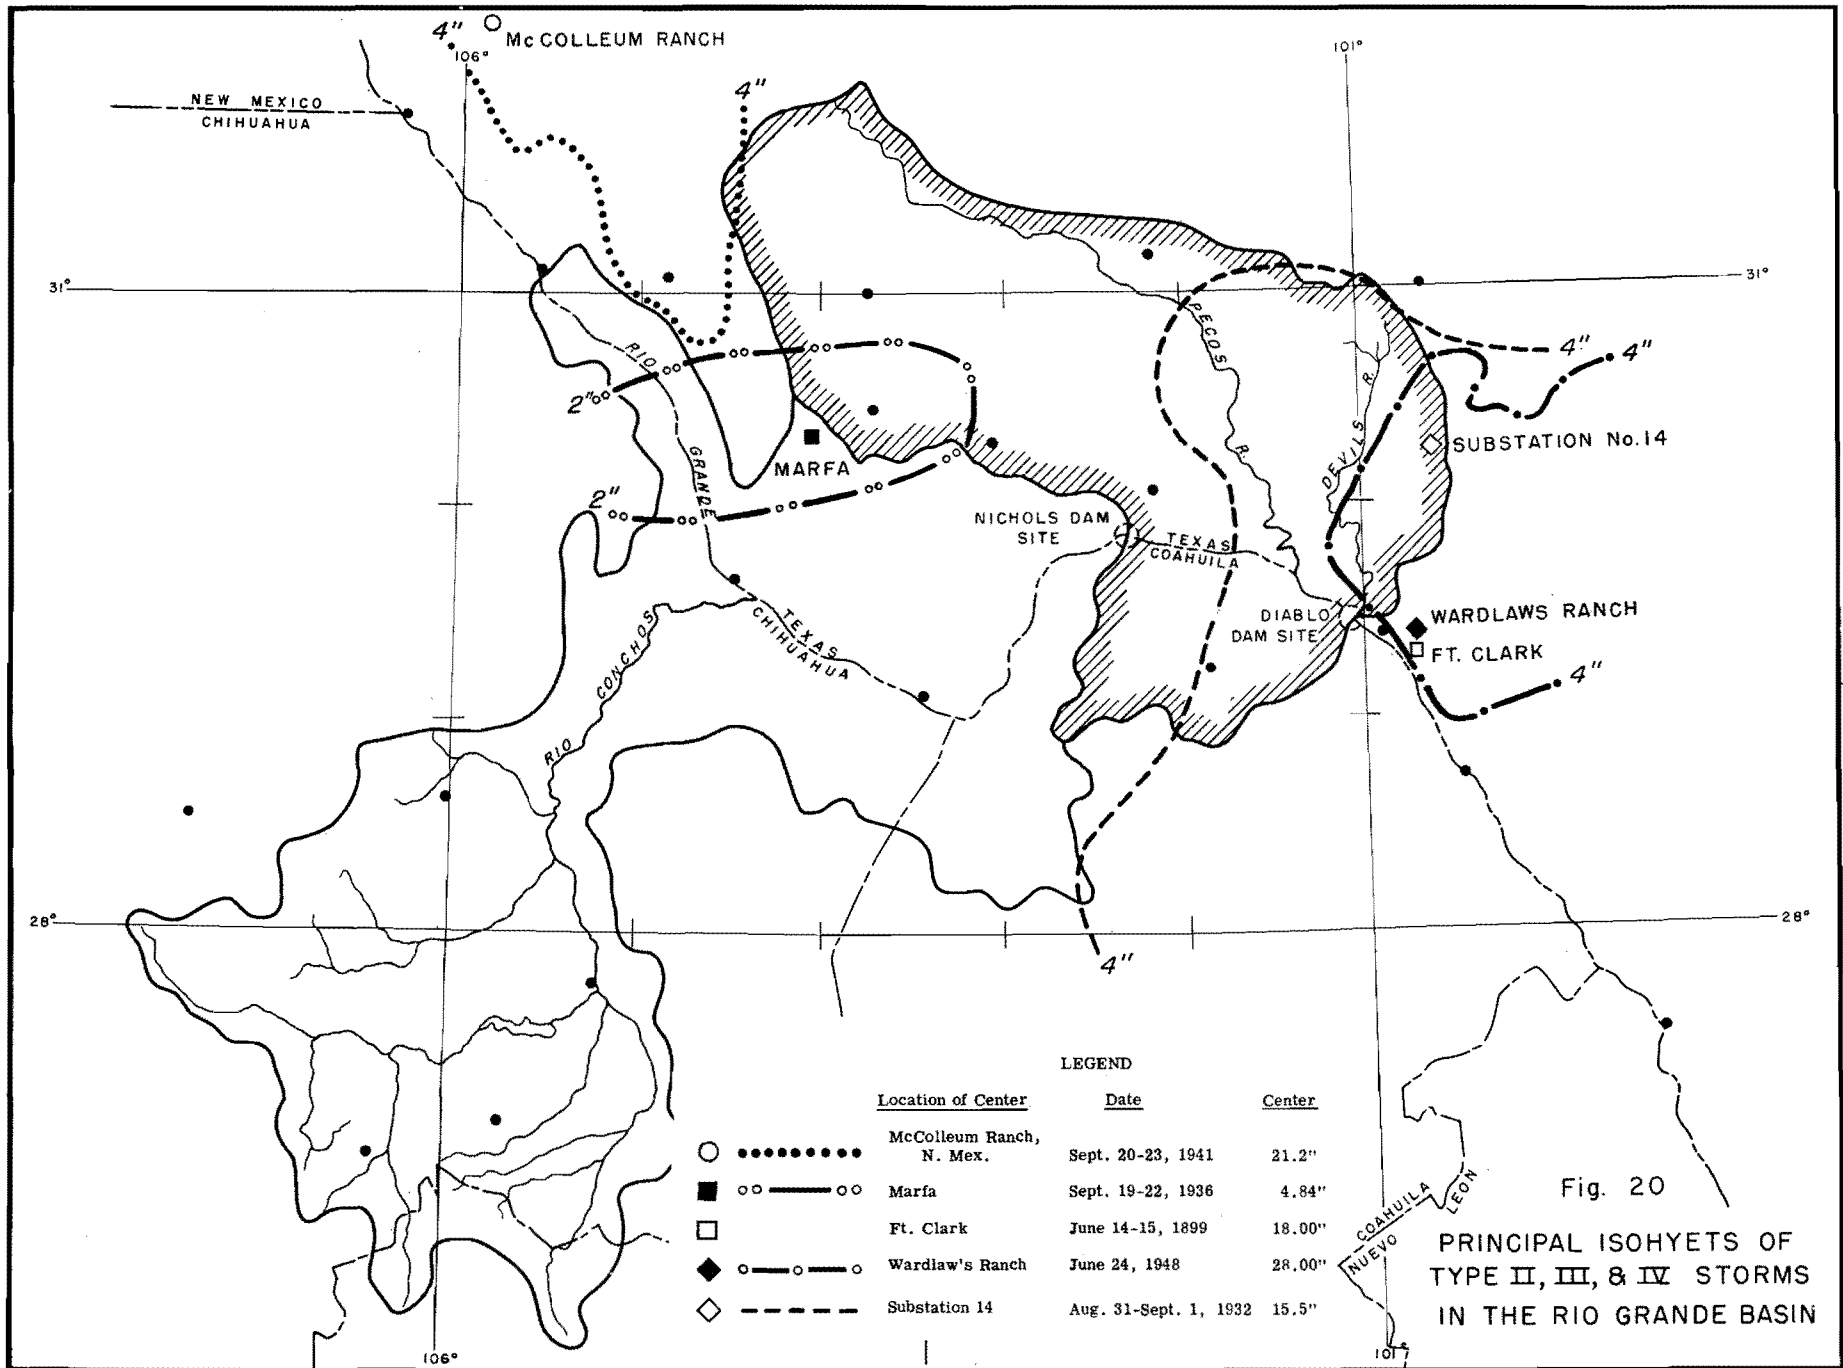 4"
McCOLLEUM RANCH
106°
101°
NEW MEXICO
CHIHUAHUA
4"
31°
31°
PECOS R.
RIO GRANDE
2"
4"
4"
DEVILS R.
SUBSTATION No.14
MARFA
2"
NICHOLS DAM
SITE
TEXAS
COAHUILA
DIABLO
DAM SITE
WARDLAWS RANCH
FT. CLARK
4"
TEXAS
CHIHUAHUA
RIO CONCHOS
28°
28°
4"
LEGEND
Location of Center Date Center
McColleum Ranch,
N. Mex. Sept. 20-23, 1941 21.2"
Marfa Sept. 19-22, 1936 4.84"
Ft. Clark June 14-15, 1899 18.00"
Wardlaw's Ranch June 24, 1948 28.00"
Substation 14 Aug. 31-Sept. 1, 1932 15.5"
COAHUILA
NUEVO LEON
Fig. 20
PRINCIPAL ISOHYETS OF
TYPE II, III, & IV STORMS
IN THE RIO GRANDE BASIN
106°
101°